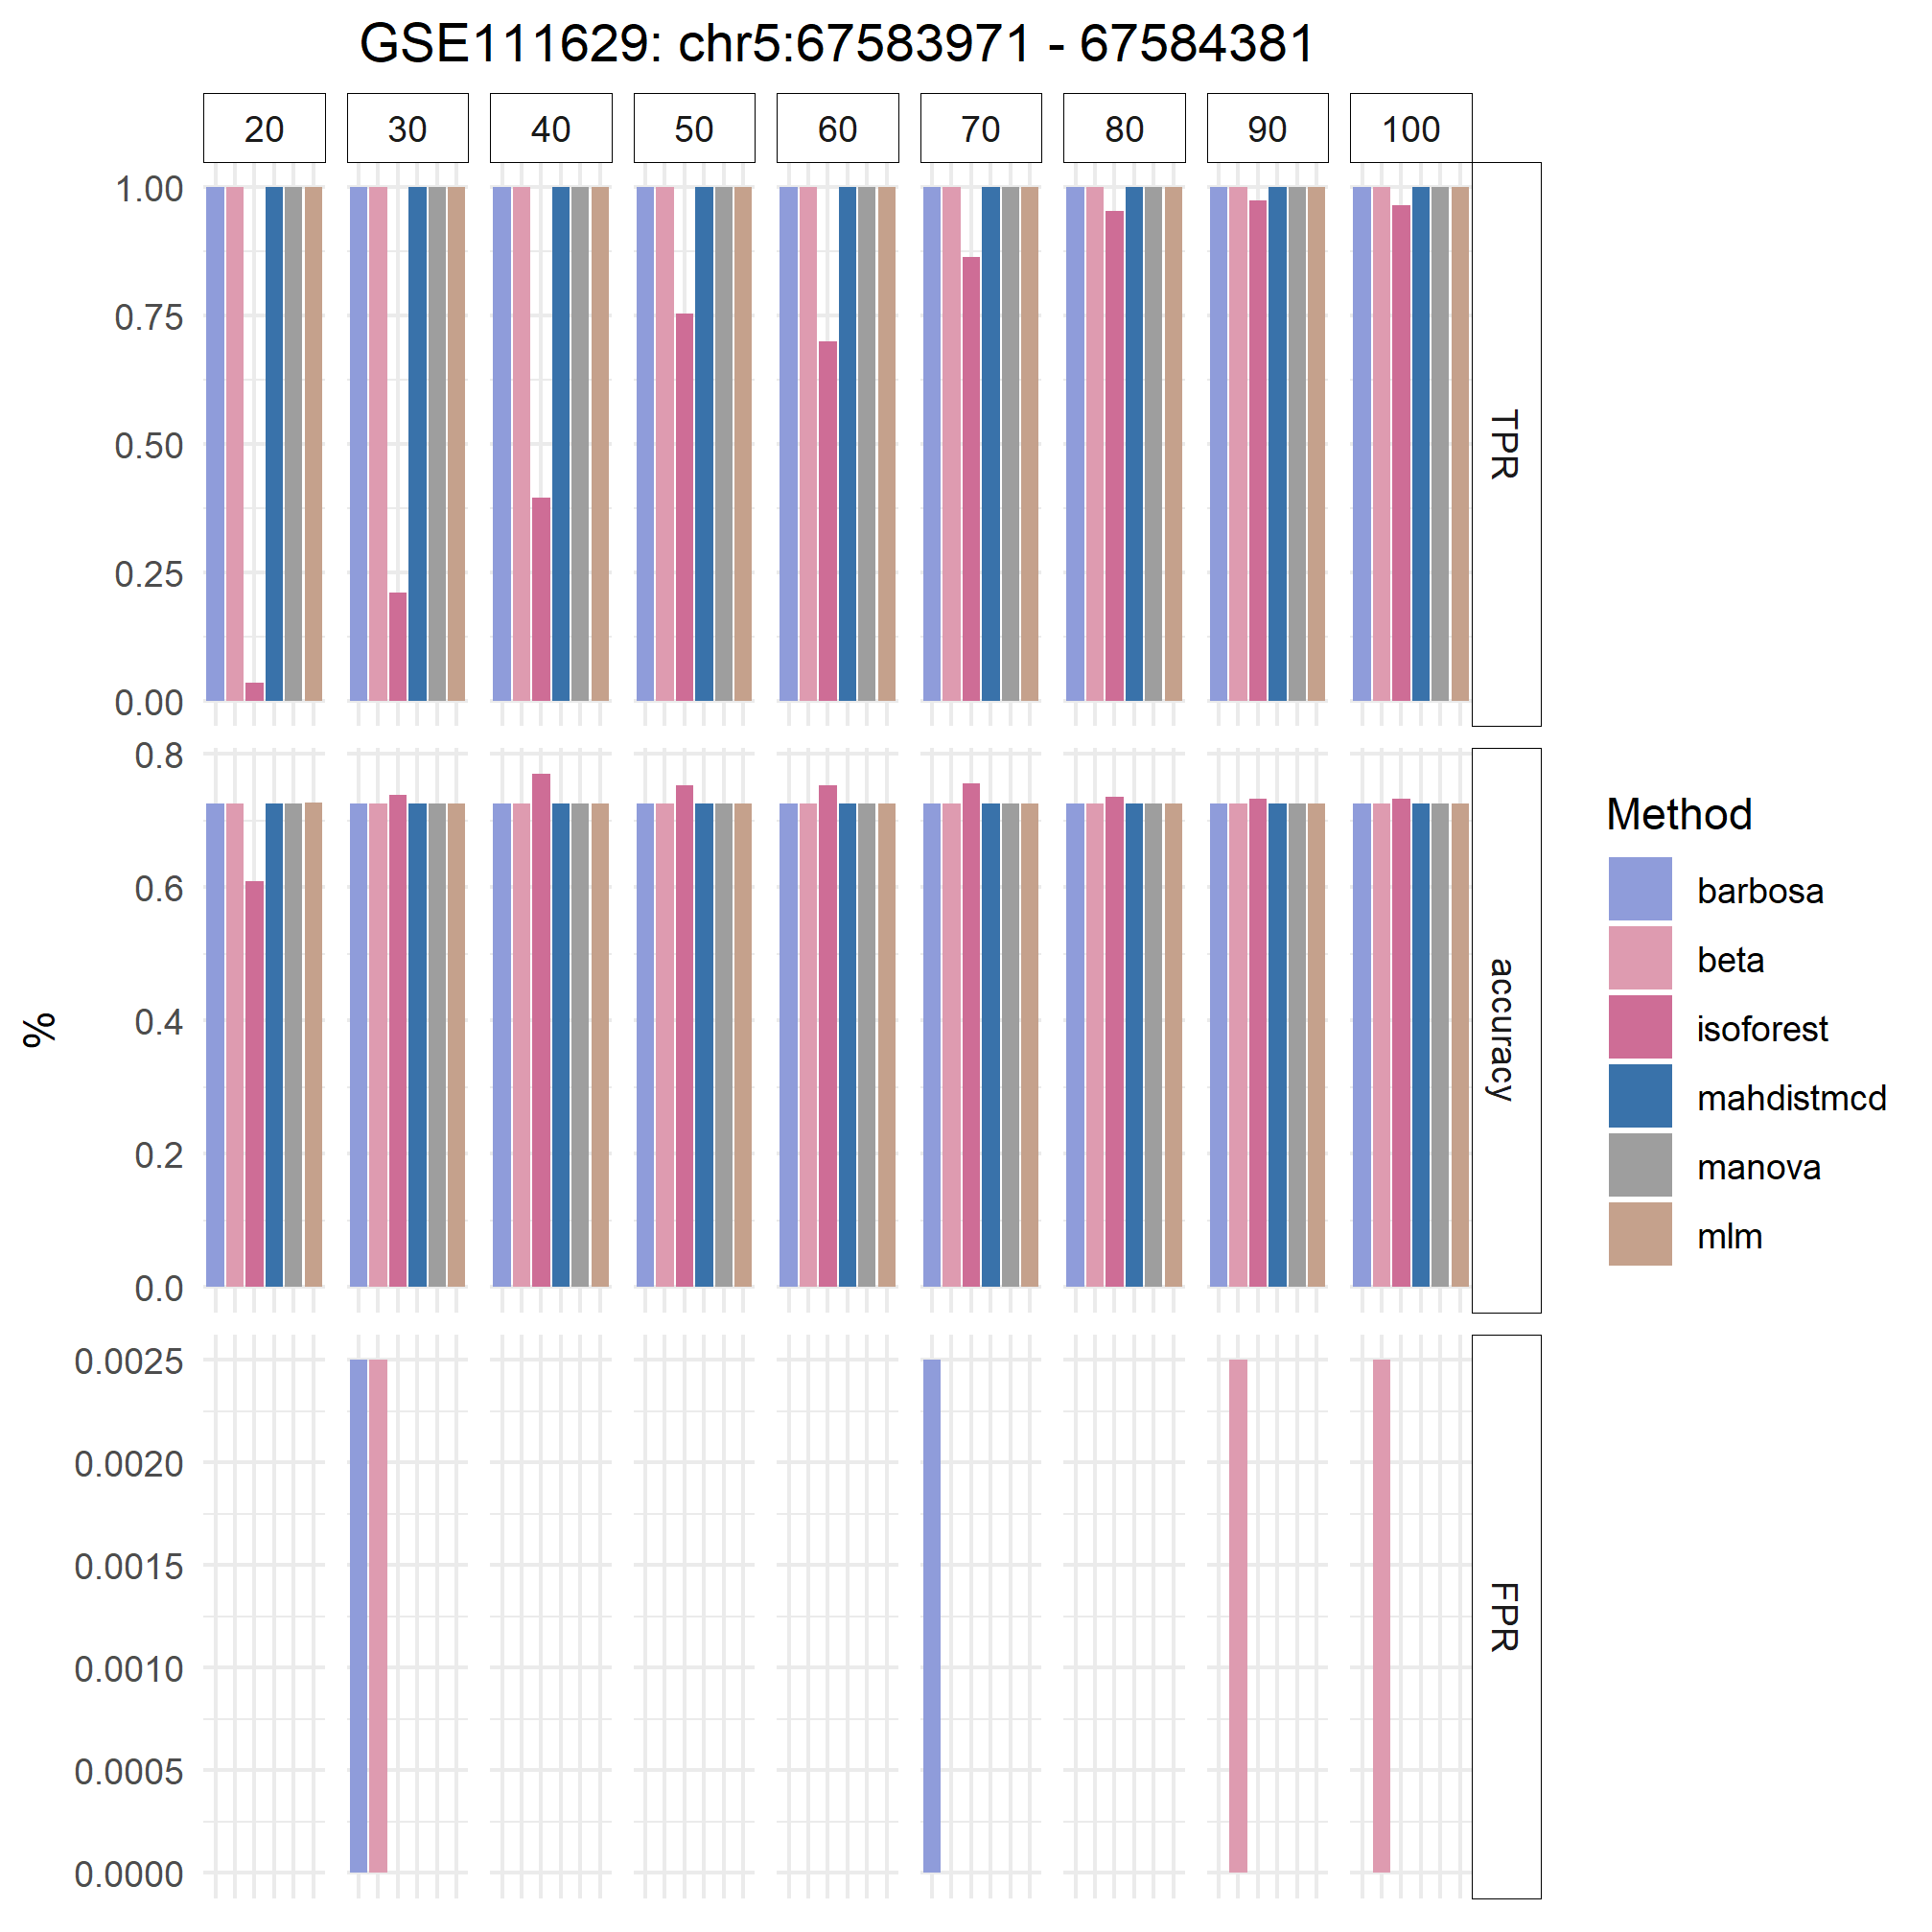 GSE111629: chr5:67583971 - 67584381
20 30 40 50 60 70 80 90 100
1.00
0.75
0.50
0.25
0.00
TPR
0.8
0.6
0.4
0.2
0.0
accuracy
%
0.0025
0.0020
0.0015
0.0010
0.0005
0.0000
FPR
Method
barbosa
beta
isoforest
mahdistmcd
manova
mlm